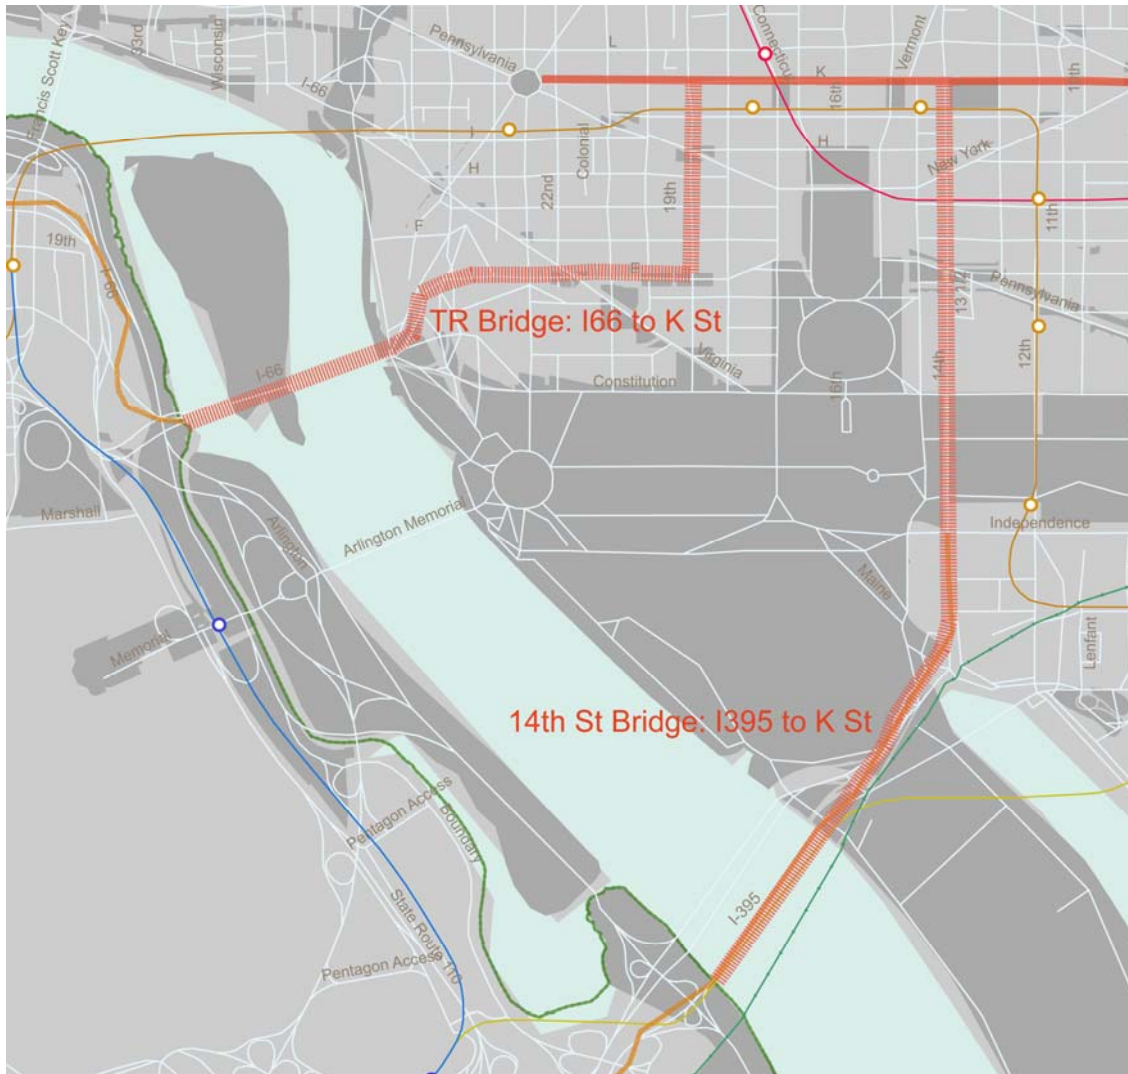 Francis Scott Key
33rd
Wisconsin
I-66
Pennsylvania
L
Connecticut
Vermont
K
16th
H
New York
I
H
Colonial
22nd
19th
F
E
11th
19th
I-66
13 1/2
Pennsylvania
TR Bridge: I66 to K St
I-66
Virginia
Constitution
16th
14th
12th
Marshall
Arlington
Arlington Memorial
Independence
Maine
Memorial
Lenfant
14th St Bridge: I395 to K St
Pentagon Access
Boundary
I-395
State Route 110
Pentagon Access